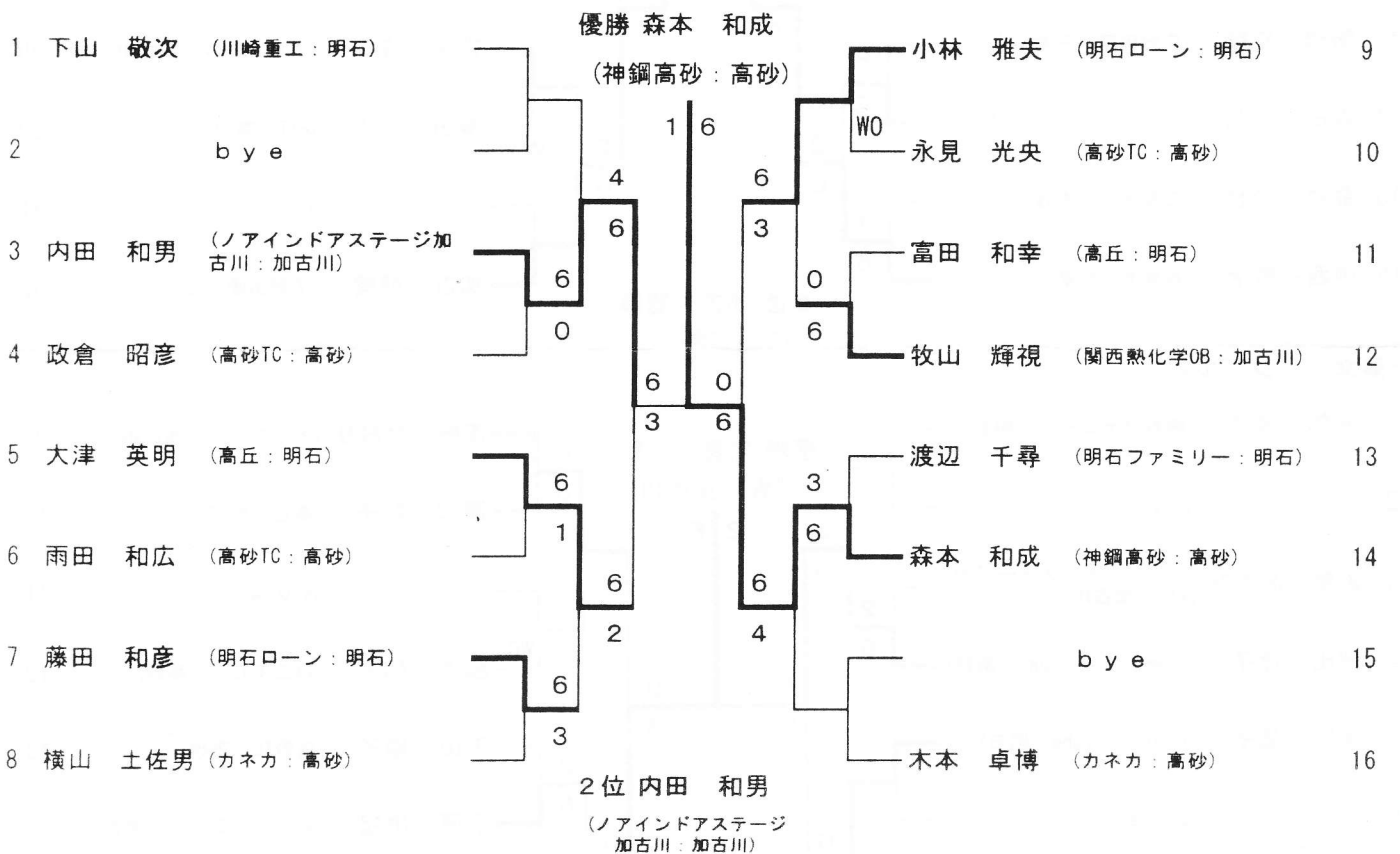 優勝 森本 和成
(神鋼高砂:高砂)
1 6
1 下山 敬次 (川崎重工:明石)
2 bye
4
6
3 内田 和男 (ノアインドアステージ加
古川:加古川)
6
0
4 政倉 昭彦 (高砂TC:高砂)
6
3
5 大津 英明 (高丘:明石)
6
1
6 雨田 和広 (高砂TC:高砂)
6
2
7 藤田 和彦 (明石ローン:明石)
6
3
8 横山 土佐男 (カネカ:高砂)
小林 雅夫 (明石ローン:明石) 9
WO
永見 光央 (高砂TC:高砂) 10
6
3
富田 和幸 (高丘:明石) 11
0
6
牧山 輝視 (関西熱化学OB:加古川) 12
0
6
渡辺 千尋 (明石ファミリー:明石) 13
3
6
森本 和成 (神鋼高砂:高砂) 14
6
4
bye 15
木本 卓博 (カネカ:高砂) 16
2位 内田 和男
(ノアインドアステージ
加古川:加古川)